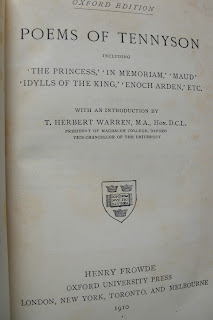 OXFORD EDITION
POEMS OF TENNYSON
INCLUDING
'THE PRINCESS,' 'IN MEMORIAM,' 'MAUD'
'IDYLLS OF THE KING,' 'ENOCH ARDEN,' ETC.
WITH AN INTRODUCTION BY
T. HERBERT WARREN, M.A., HON. D.C.L.
PRESIDENT OF MAGDALEN COLLEGE, OXFORD
VICE-CHANCELLOR OF THE UNIVERSITY
HENRY FROWDE
OXFORD UNIVERSITY PRESS
LONDON, NEW YORK, TORONTO, AND MELBOURNE
1910